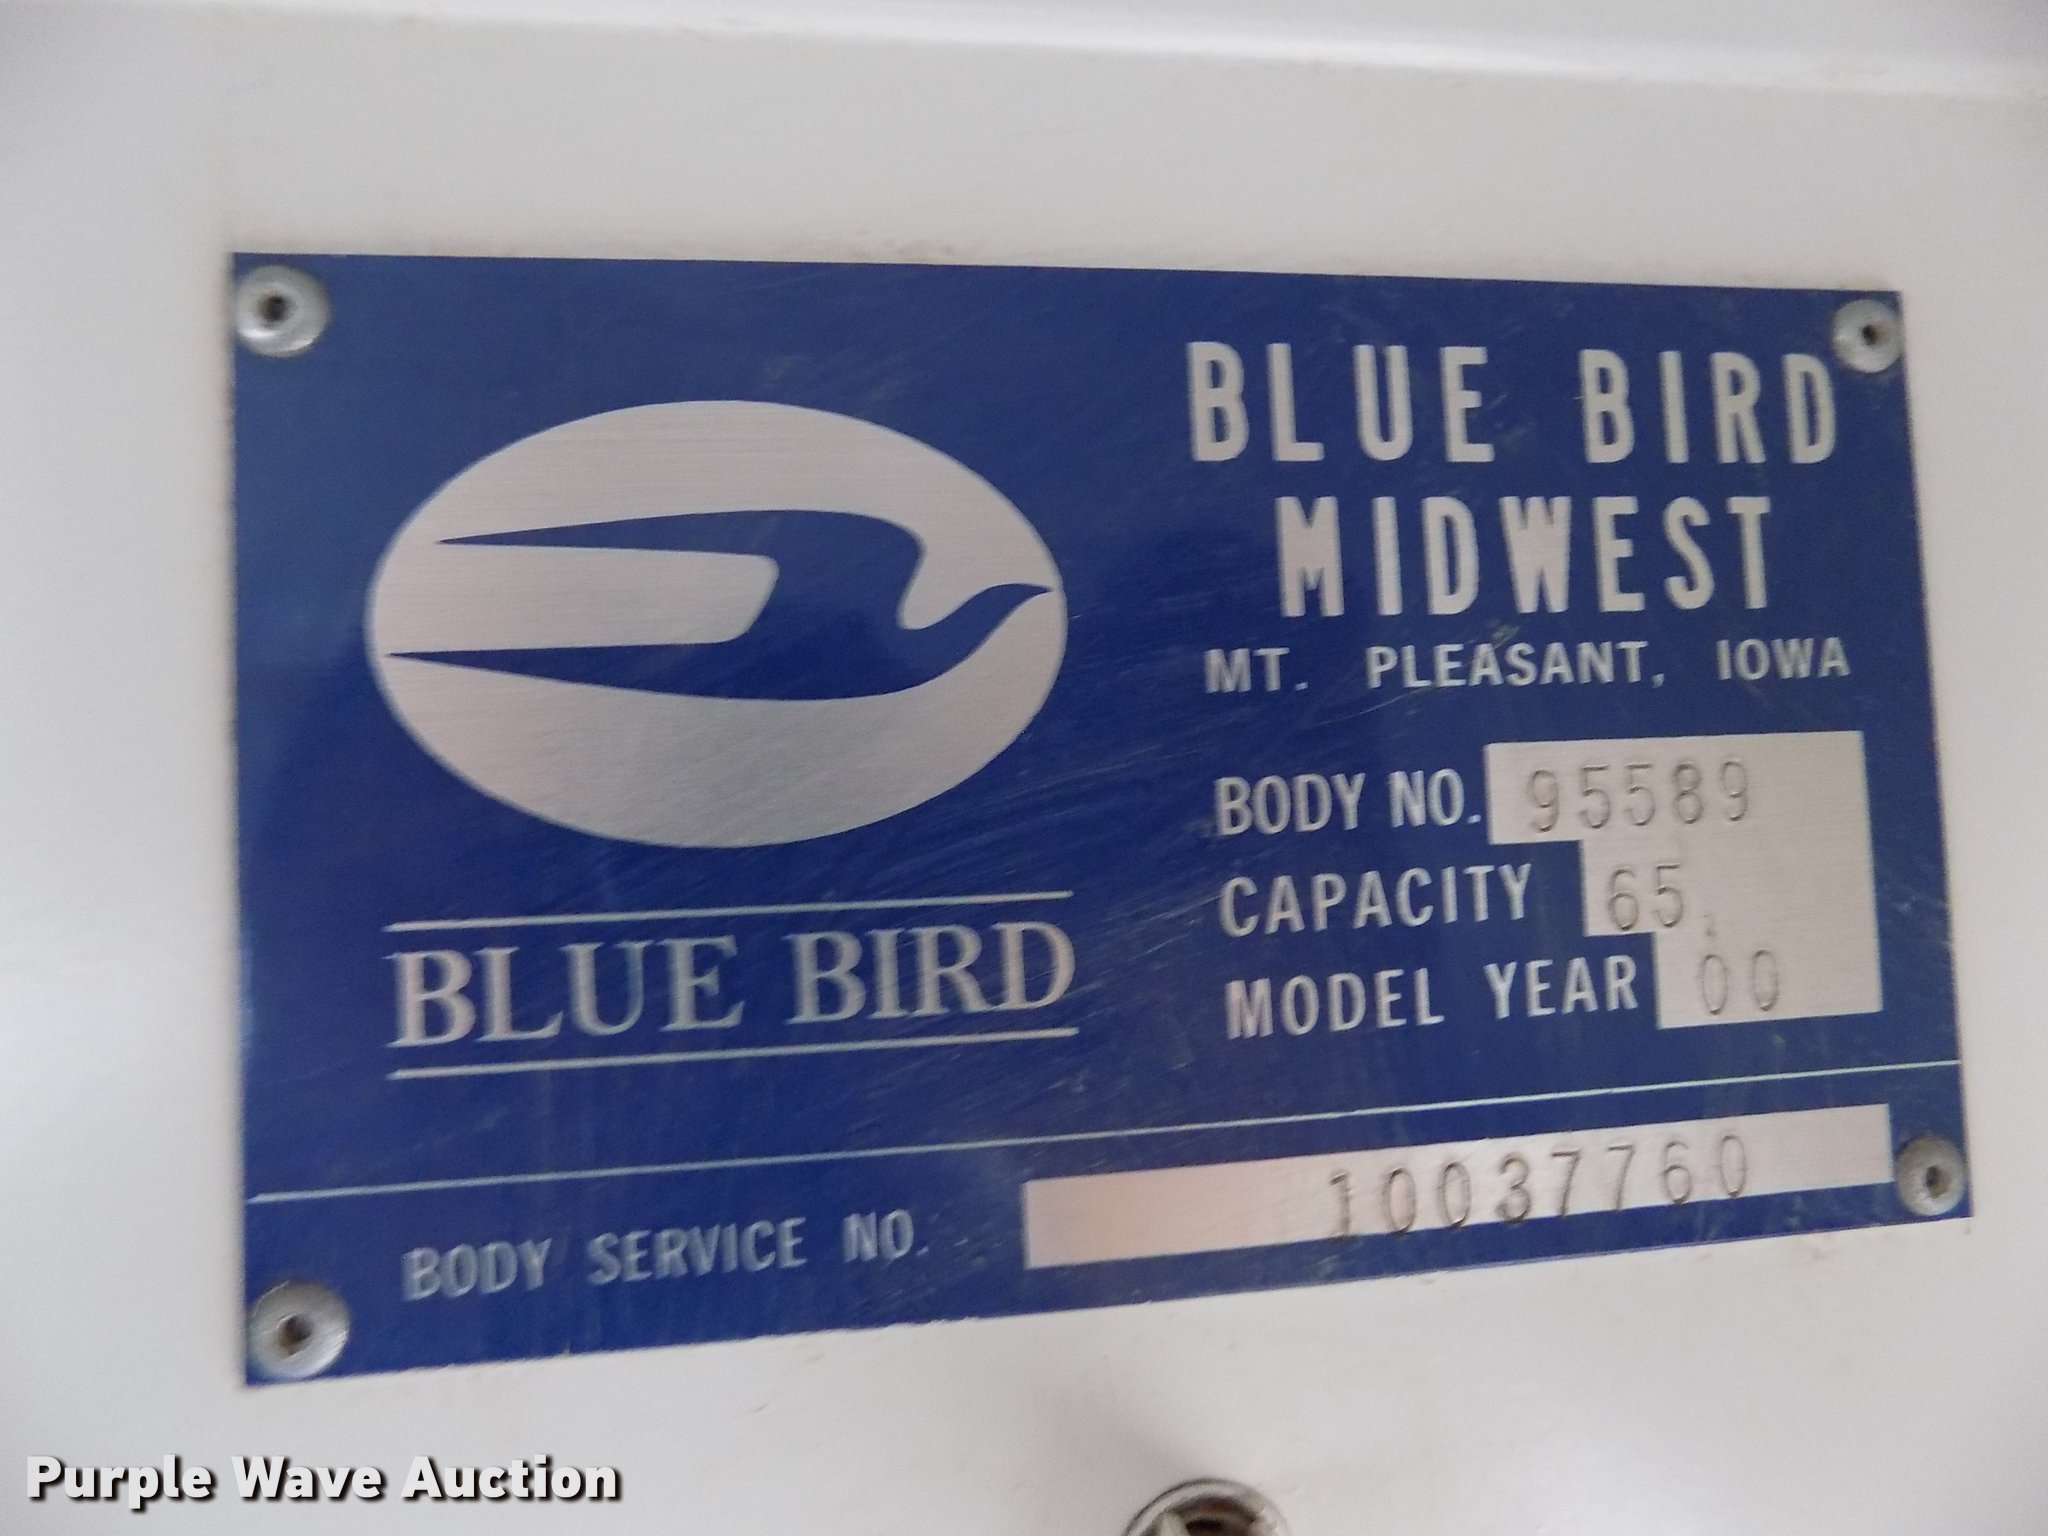 BLUE BIRD
MIDWEST
MT. PLEASANT, IOWA
BODY NO. 95589
CAPACITY 65
MODEL YEAR 00
BLUE BIRD
BODY SERVICE NO. 10037760
Purple Wave Auction